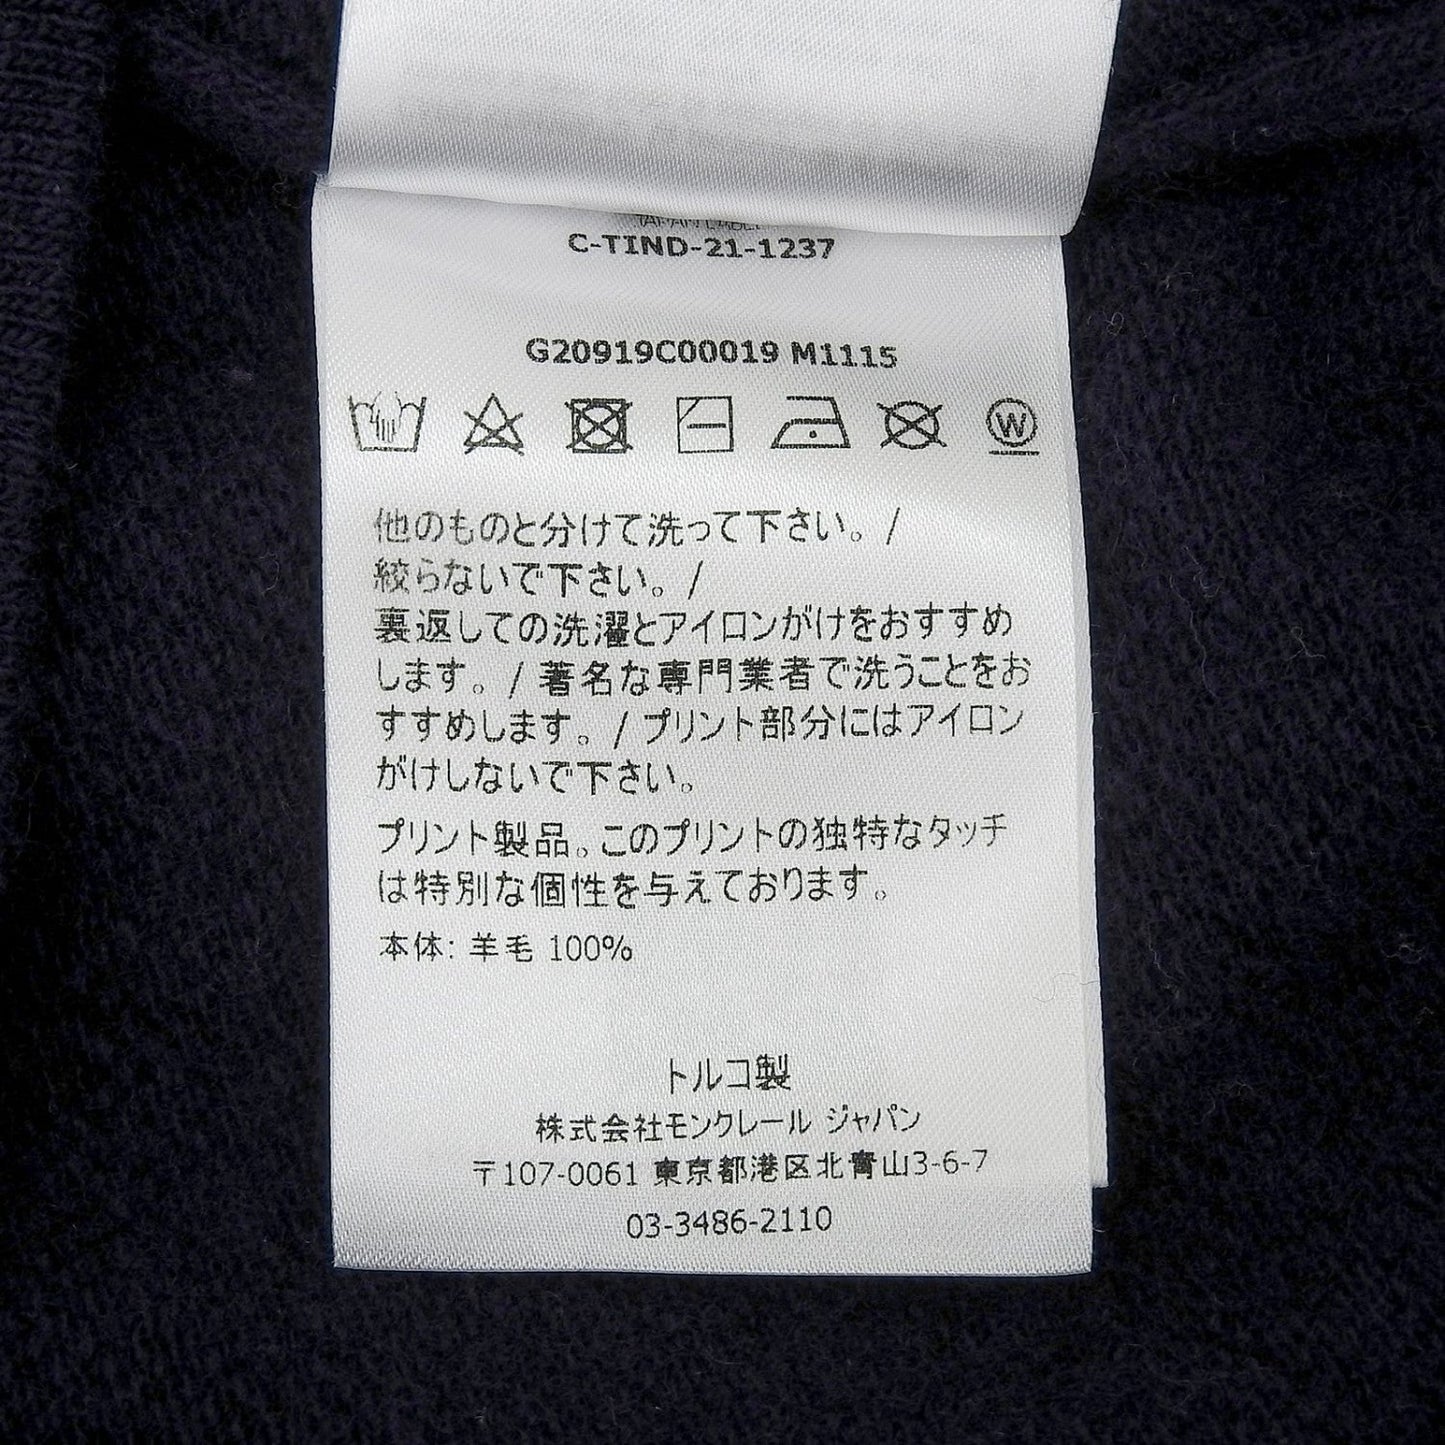 C-TIND-21-1237
G20919C00019 M1115
W
他のものと分けて洗って下さい。/
絞らないで下さい。/
裏返しての洗濯とアイロンがけをおすすめ
します。/ 著名な専門業者で洗うことをお
すすめします。/ プリント部分にはアイロン
がけしないで下さい。
プリント製品。このプリントの独特なタッチ
は特別な個性を与えております。
本体: 羊毛 100%
トルコ製
株式会社モンクレール ジャパン
〒107-0061 東京都港区北青山3-6-7
03-3486-2110